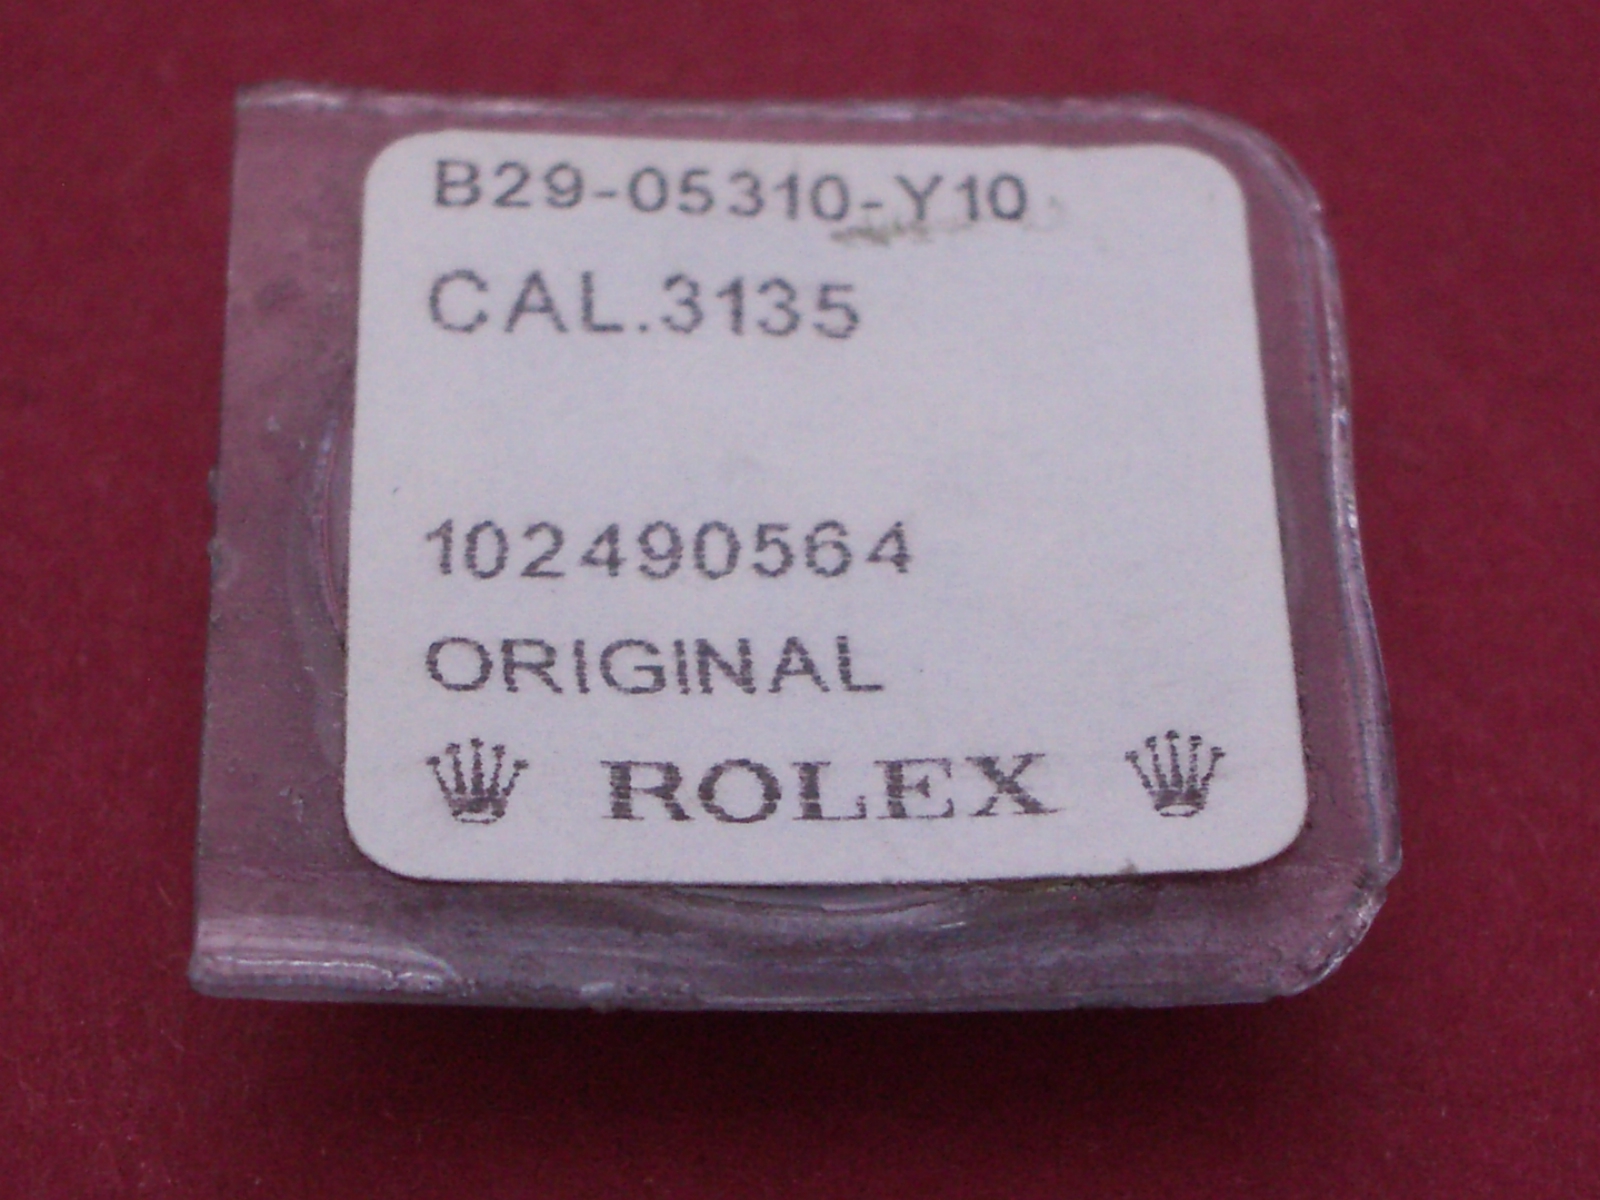 B29-05310-Y10
CAL.3135
102490564
ORIGINAL
ROLEX